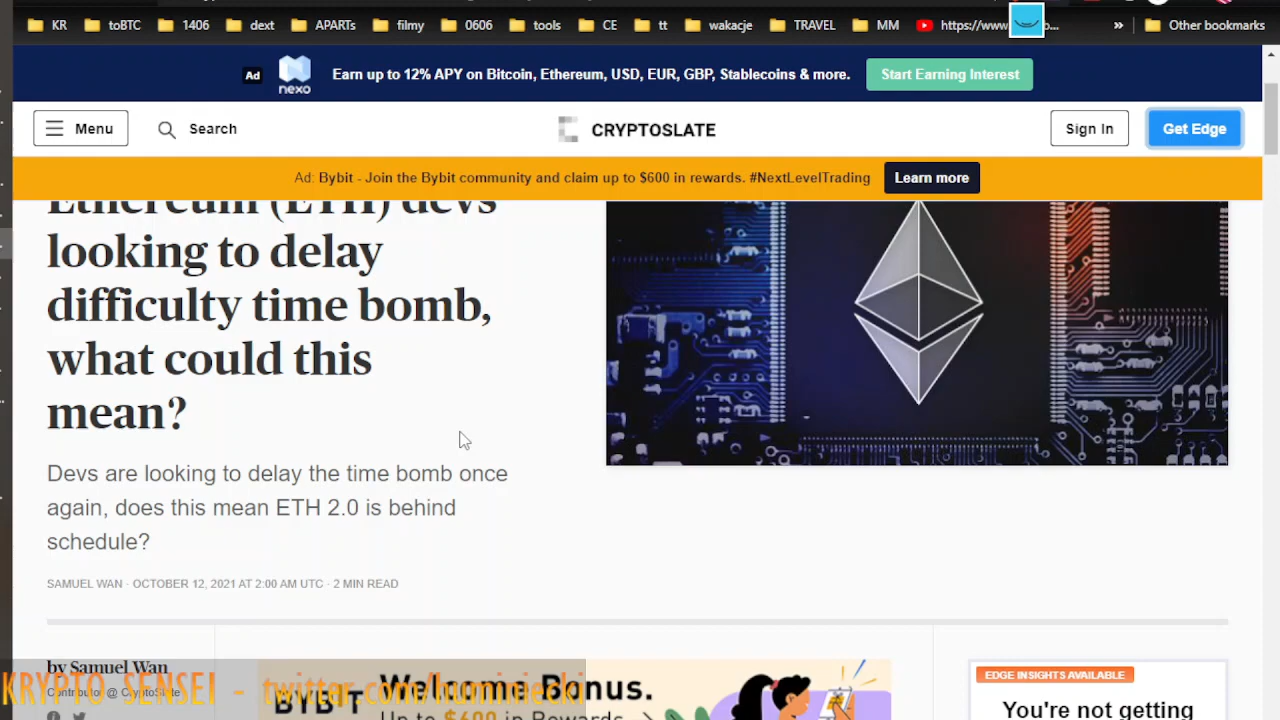 KR toBTC 1406 dext APARTs filmy 0606 tools CE tt wakacje TRAVEL MM https://www. » Other bookmarks
Ad nexo Earn up to 12% APY on Bitcoin, Ethereum, USD, EUR, GBP, Stablecoins & more. Start Earning Interest
Menu Search CRYPTOSLATE Sign In Get Edge
Ad: Bybit - Join the Bybit community and claim up to $600 in rewards. #NextLevelTrading Learn more
Ethereum (ETH) devs
looking to delay
difficulty time bomb,
what could this
mean?
Devs are looking to delay the time bomb once
again, does this mean ETH 2.0 is behind
schedule?
SAMUEL WAN · OCTOBER 12, 2021 AT 2:00 AM UTC · 2 MIN READ
by Samuel Wan
Contributor @ CryptoSlate
KRYPTO SENSEI - twitter.com/huminiecki
BYBIT
Welcome Bonus.
Up to $600 in Rewards
EDGE INSIGHTS AVAILABLE
You're not getting